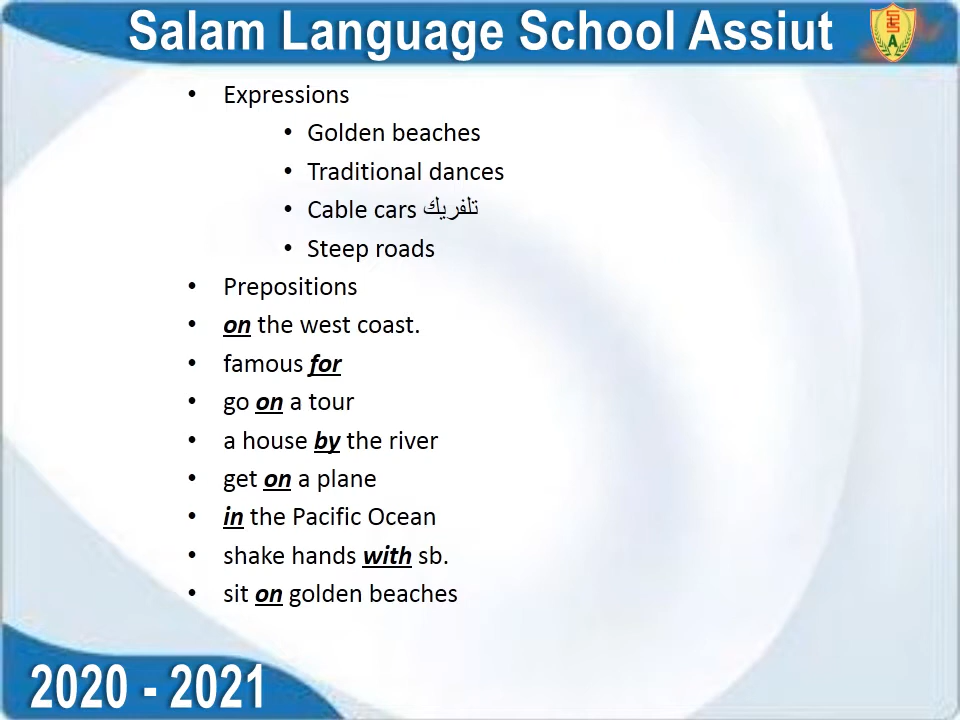 Salam Language School Assiut
• Expressions
• Golden beaches
• Traditional dances
• Cable cars تلفريك
• Steep roads
• Prepositions
• on the west coast.
• famous for
• go on a tour
• a house by the river
• get on a plane
• in the Pacific Ocean
• shake hands with sb.
• sit on golden beaches
2020 - 2021